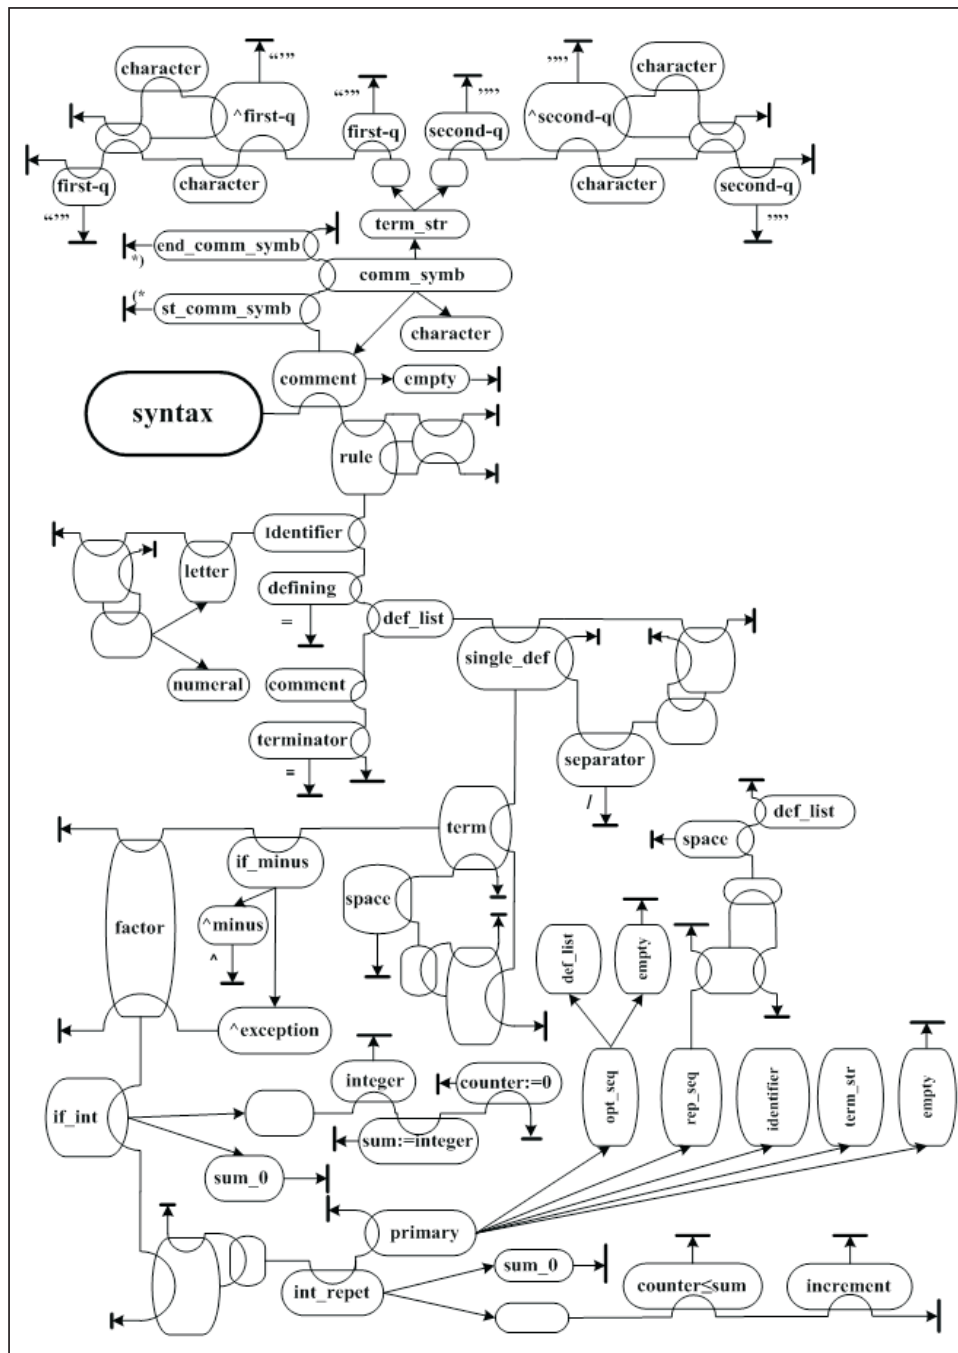 character
“”’
^first-q
“”’
first-q
””
second-q
””
^second-q
character
first-q
“”’
character
character
second-q
””
term_str
end_comm_symb
*)
comm_symb
(*
st_comm_symb
character
comment
empty
syntax
rule
Identifier
letter
defining
=
def_list
single_def
numeral
comment
terminator
=
separator
/
def_list
space
term
if_minus
space
factor
^minus
^
def_list
empty
^exception
integer
counter:=0
if_int
sum:=integer
opt_seq
rep_seq
identifier
term_str
empty
sum_0
primary
sum_0
int_repet
counter≤sum
increment